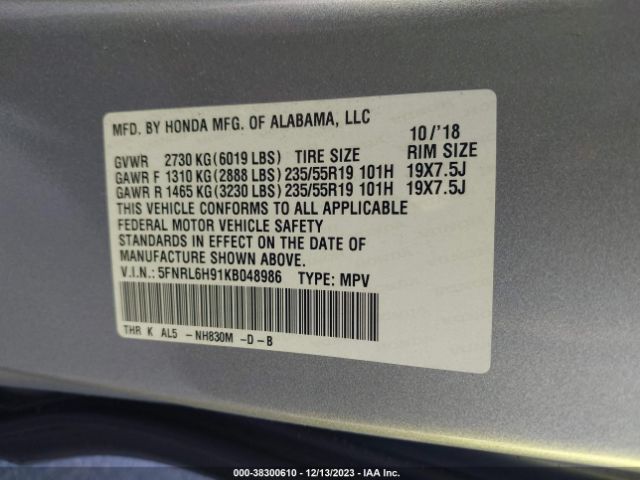 MFD. BY HONDA MFG. OF ALABAMA, LLC 10/'18
GVWR 2730 KG(6019 LBS) TIRE SIZE RIM SIZE
GAWR F 1310 KG(2888 LBS)235/55R19 101H 19X7.5J
GAWR R 1465 KG(3230 LBS)235/55R19 101H 19X7.5J
THIS VEHICLE CONFORMS TO ALL APPLICABLE
FEDERAL MOTOR VEHICLE SAFETY
STANDARDS IN EFFECT ON THE DATE OF
MANUFACTURE SHOWN ABOVE.
V.I.N.: 5FNRL6H91KB048986 TYPE: MPV
THR K AL5 -NH830M -D-B
000-38300610 - 12/13/2023 - IAA Inc.